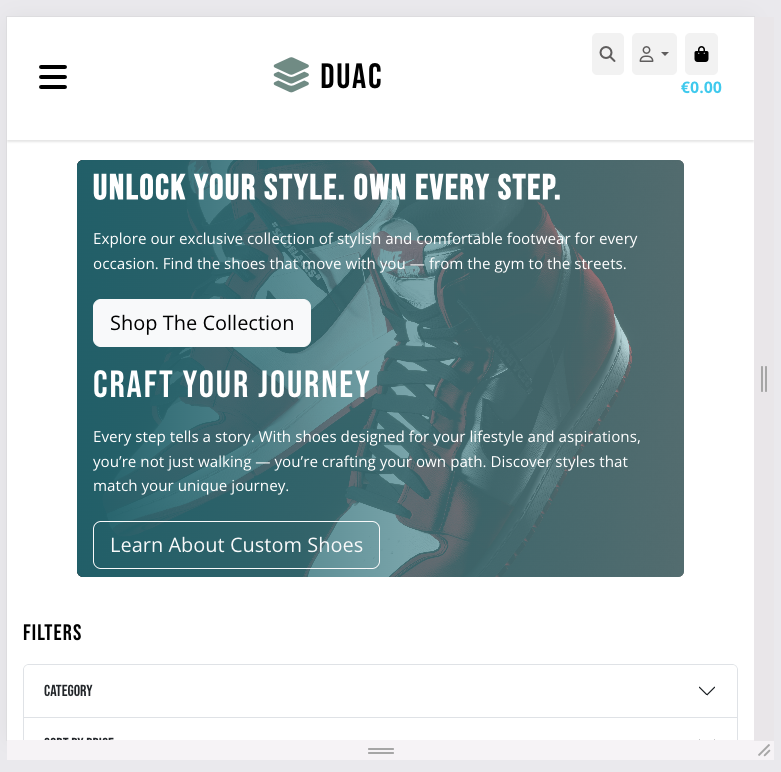 DUAC
€0.00
UNLOCK YOUR STYLE. OWN EVERY STEP.
Explore our exclusive collection of stylish and comfortable footwear for every
occasion. Find the shoes that move with you — from the gym to the streets.
Shop The Collection
CRAFT YOUR JOURNEY
Every step tells a story. With shoes designed for your lifestyle and aspirations,
you’re not just walking — you’re crafting your own path. Discover styles that
match your unique journey.
Learn About Custom Shoes
FILTERS
CATEGORY
SORT BY PRICE